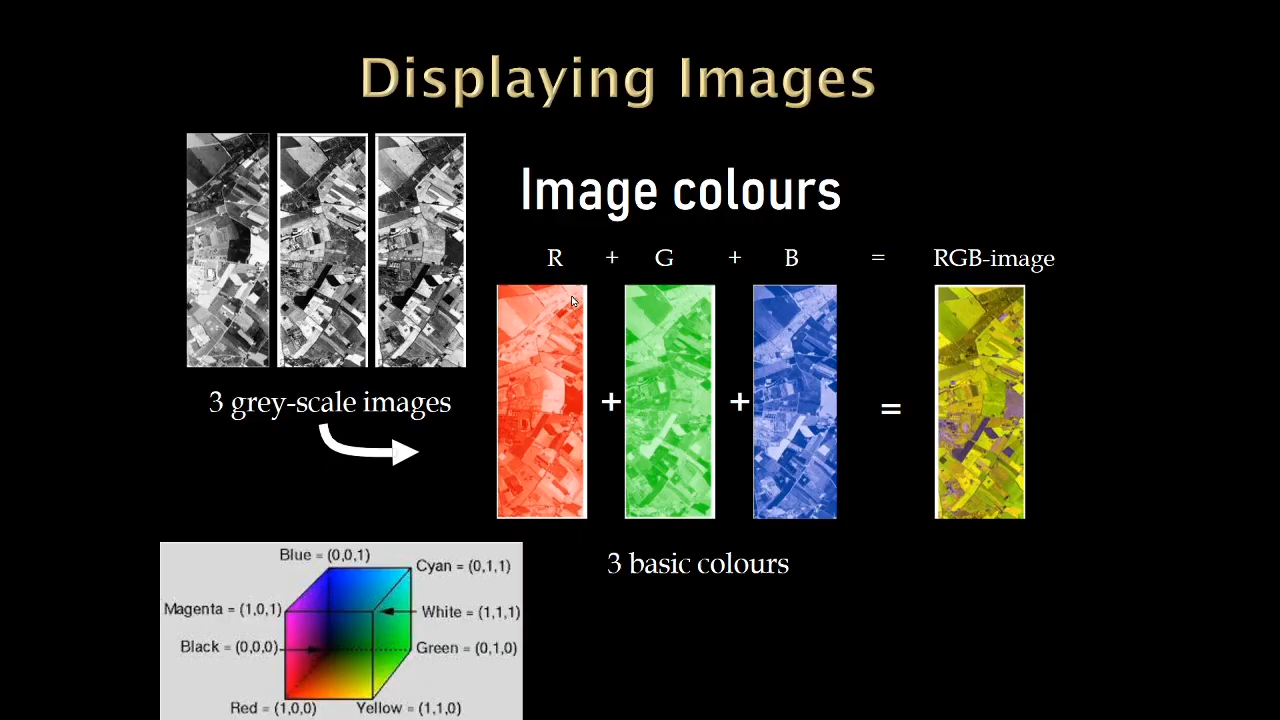 Displaying Images
Image colours
R + G + B = RGB-image
+ + =
3 grey-scale images
3 basic colours
Blue = (0,0,1)
Cyan = (0,1,1)
Magenta = (1,0,1)
White = (1,1,1)
Black = (0,0,0)
Green = (0,1,0)
Red = (1,0,0)
Yellow = (1,1,0)